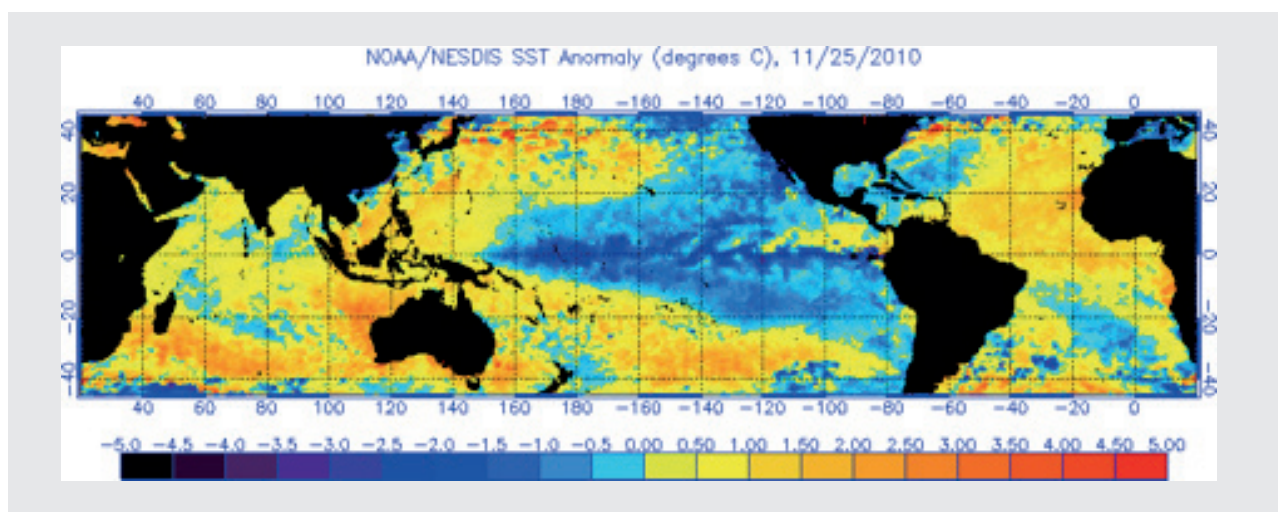 NOAA/NESDIS SST Anomaly (degrees C), 11/25/2010
40 60 80 100 120 140 160 180 -160 -140 -120 -100 -80 -60 -40 -20 0
40 40
20 20
0 0
-20 -20
-40 -40
40 60 80 100 120 140 160 180 -160 -140 -120 -100 -80 -60 -40 -20 0
-5.0 -4.5 -4.0 -3.5 -3.0 -2.5 -2.0 -1.5 -1.0 -0.5 0.00 0.50 1.00 1.50 2.00 2.50 3.00 3.50 4.00 4.50 5.00